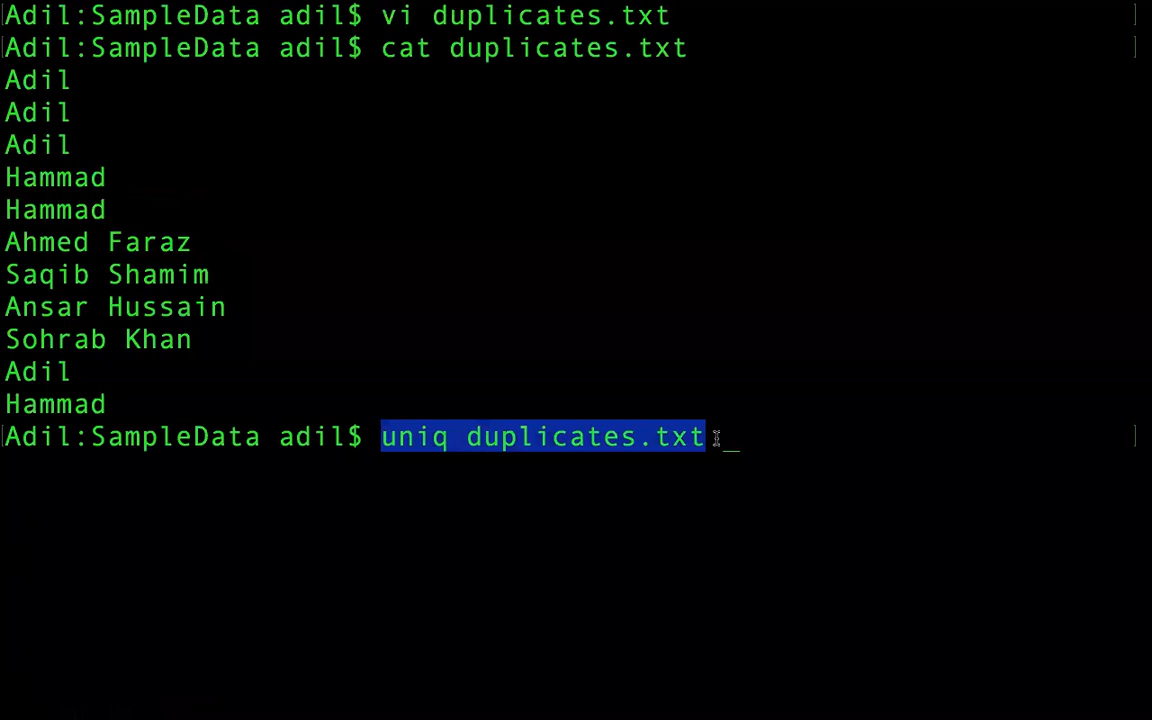 Adil:SampleData adil$ vi duplicates.txt
Adil:SampleData adil$ cat duplicates.txt
Adil
Adil
Adil
Hammad
Hammad
Ahmed Faraz
Saqib Shamim
Ansar Hussain
Sohrab Khan
Adil
Hammad
Adil:SampleData adil$ uniq duplicates.txt _